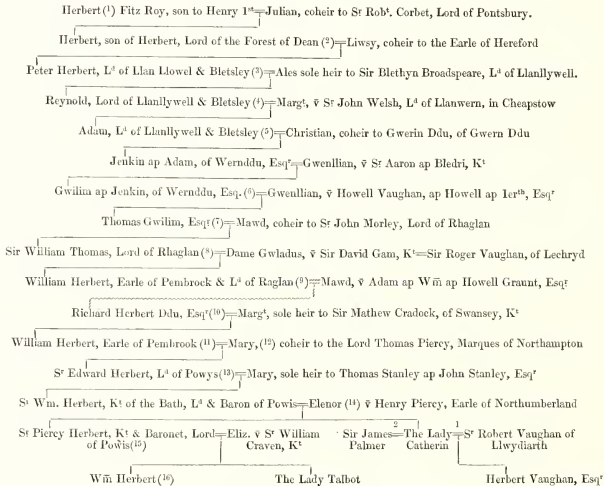 Herbert(¹) Fitz Roy, son to Henry 1st=Julian, coheir to Sr Robt. Corbet, Lord of Pontsbury.
Herbert, son of Herbert, Lord of the Forest of Dean (²)=Liwsy, coheir to the Earle of Hereford
Peter Herbert, Ld of Llan Llowel & Bletsley (³)=Ales sole heir to Sir Blethyn Broadspeare, Ld of Llanllywell.
Reynold, Lord of Llanllywell & Bletsley (⁴)=Margt, v̄ Sr John Welsh, Ld of Llanwern, in Cheapstow
Adam, Ld of Llanllywell & Bletsley (⁵)=Christian, coheir to Gwerin Ddu, of Gwern Ddu
Jenkin ap Adam, of Wernddu, Esqr=Gwenllian, v̄ Sr Aaron ap Bledri, Kt
Gwilim ap Jenkin, of Wernddu, Esq. (⁶)=Gwenllian, v̄ Howell Vaughan, ap Howell ap Ierth, Esqr
Thomas Gwilim, Esqr (⁷)=Mawd, coheir to Sr John Morley, Lord of Rhaglan
Sir William Thomas, Lord of Rhaglan (⁸)=Dame Gwladus, v̄ Sir David Gam, Kt=Sir Roger Vaughan, of Lechryd
William Herbert, Earle of Pembrock & Ld of Raglan (⁹)=Mawd, v̄ Adam ap Wm̄ ap Howell Graunt, Esqr
Richard Herbert Ddu, Esqr (¹⁰)=Margt, sole heir to Sir Mathew Cradock, of Swansey, Kt
William Herbert, Earle of Pembrook (¹¹)=Mary,(¹²) coheir to the Lord Thomas Piercy, Marques of Northampton
Sr Edward Herbert, Ld of Powys (¹³)=Mary, sole heir to Thomas Stanley ap John Stanley, Esqr
Sr Wm. Herbert, Kt of the Bath, Ld & Baron of Powis=Elenor (¹⁴) v̄ Henry Piercy, Earle of Northumberland
Sr Piercy Herbert, Kt & Baronet, Lord=Eliz. v̄ Sr William Sir James 2=The Lady 1=Sr Robert Vaughan of
of Powis (¹⁵) Craven, Kt Palmer Catherin Llwydiarth
Wm̄ Herbert (¹⁶) The Lady Talbot Herbert Vaughan, Esqr